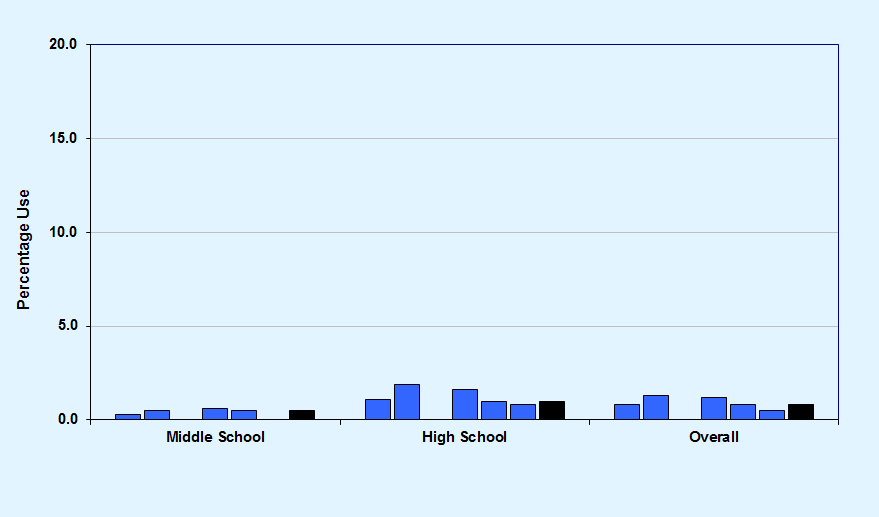 20.0
15.0
10.0
5.0
0.0
Percentage Use
Middle School
High School
Overall